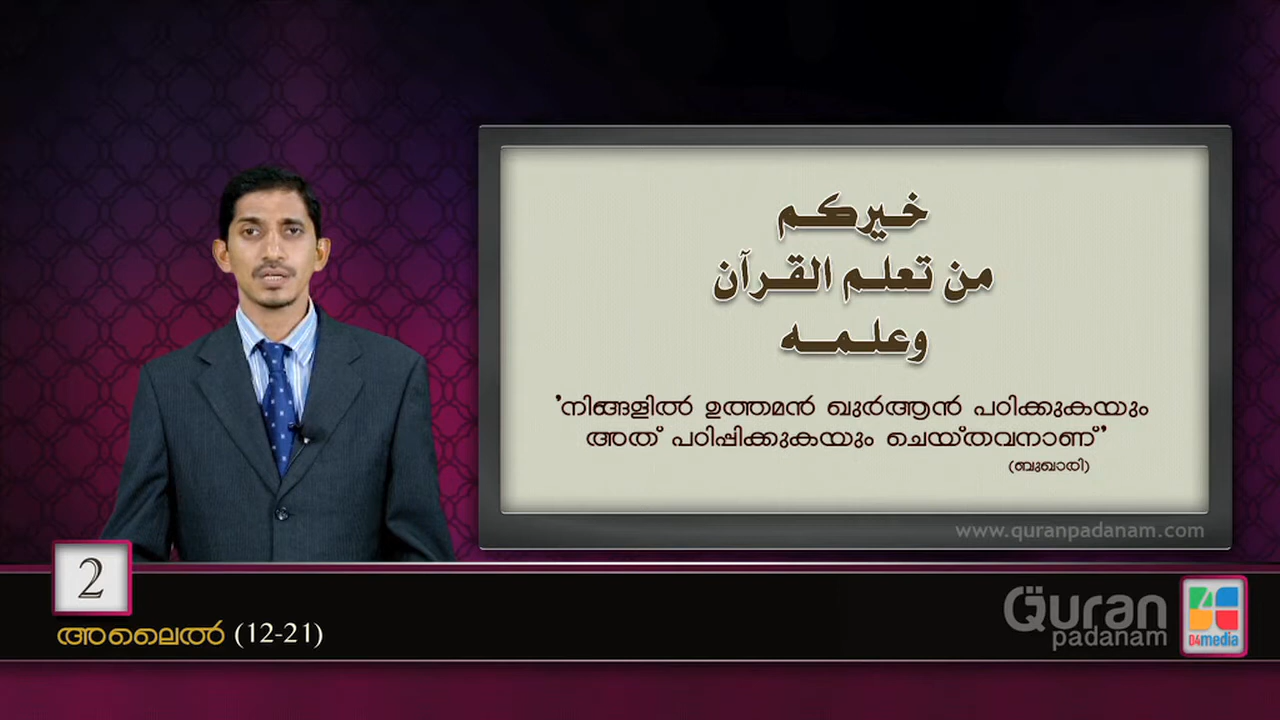 خيركم
من تعلم القرآن
وعلمه
'നിങ്ങളിൽ ഉത്തമൻ ഖുർആൻ പഠിക്കുകയും
അത് പഠിപ്പിക്കുകയും ചെയ്തവനാണ്'
(ബുഖാരി)
www.quranpadanam.com
2
അലൈൽ (12-21)
Quran
padanam
D4media